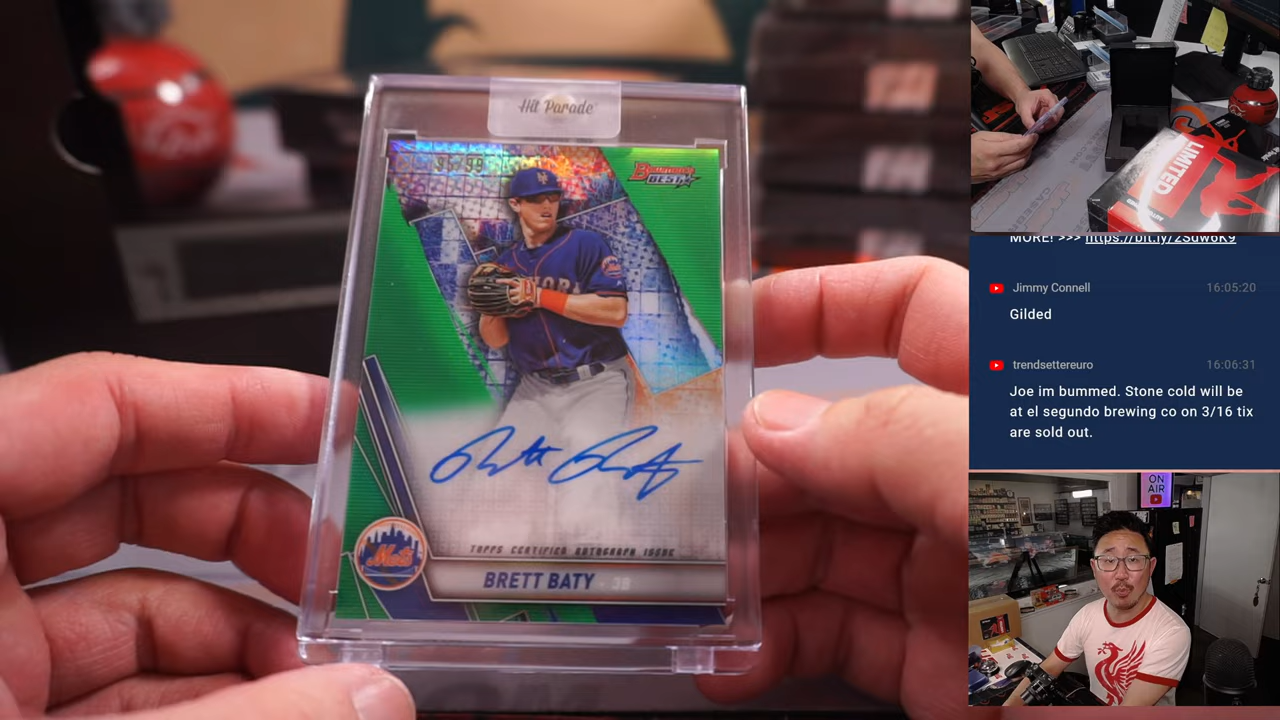 Hit Parade
Bowman's
BEST
NY
Mets
TOPPS CERTIFIED AUTOGRAPH ISSUE
BRETT BATY
3B
LIMITED
MORE! >>> https://bit.ly/2Sdw6K9
Jimmy Connell
16:05:20
Gilded
trendsettereuro
16:06:31
Joe im bummed. Stone cold will be
at el segundo brewing co on 3/16 tix
are sold out.
ON
AIR